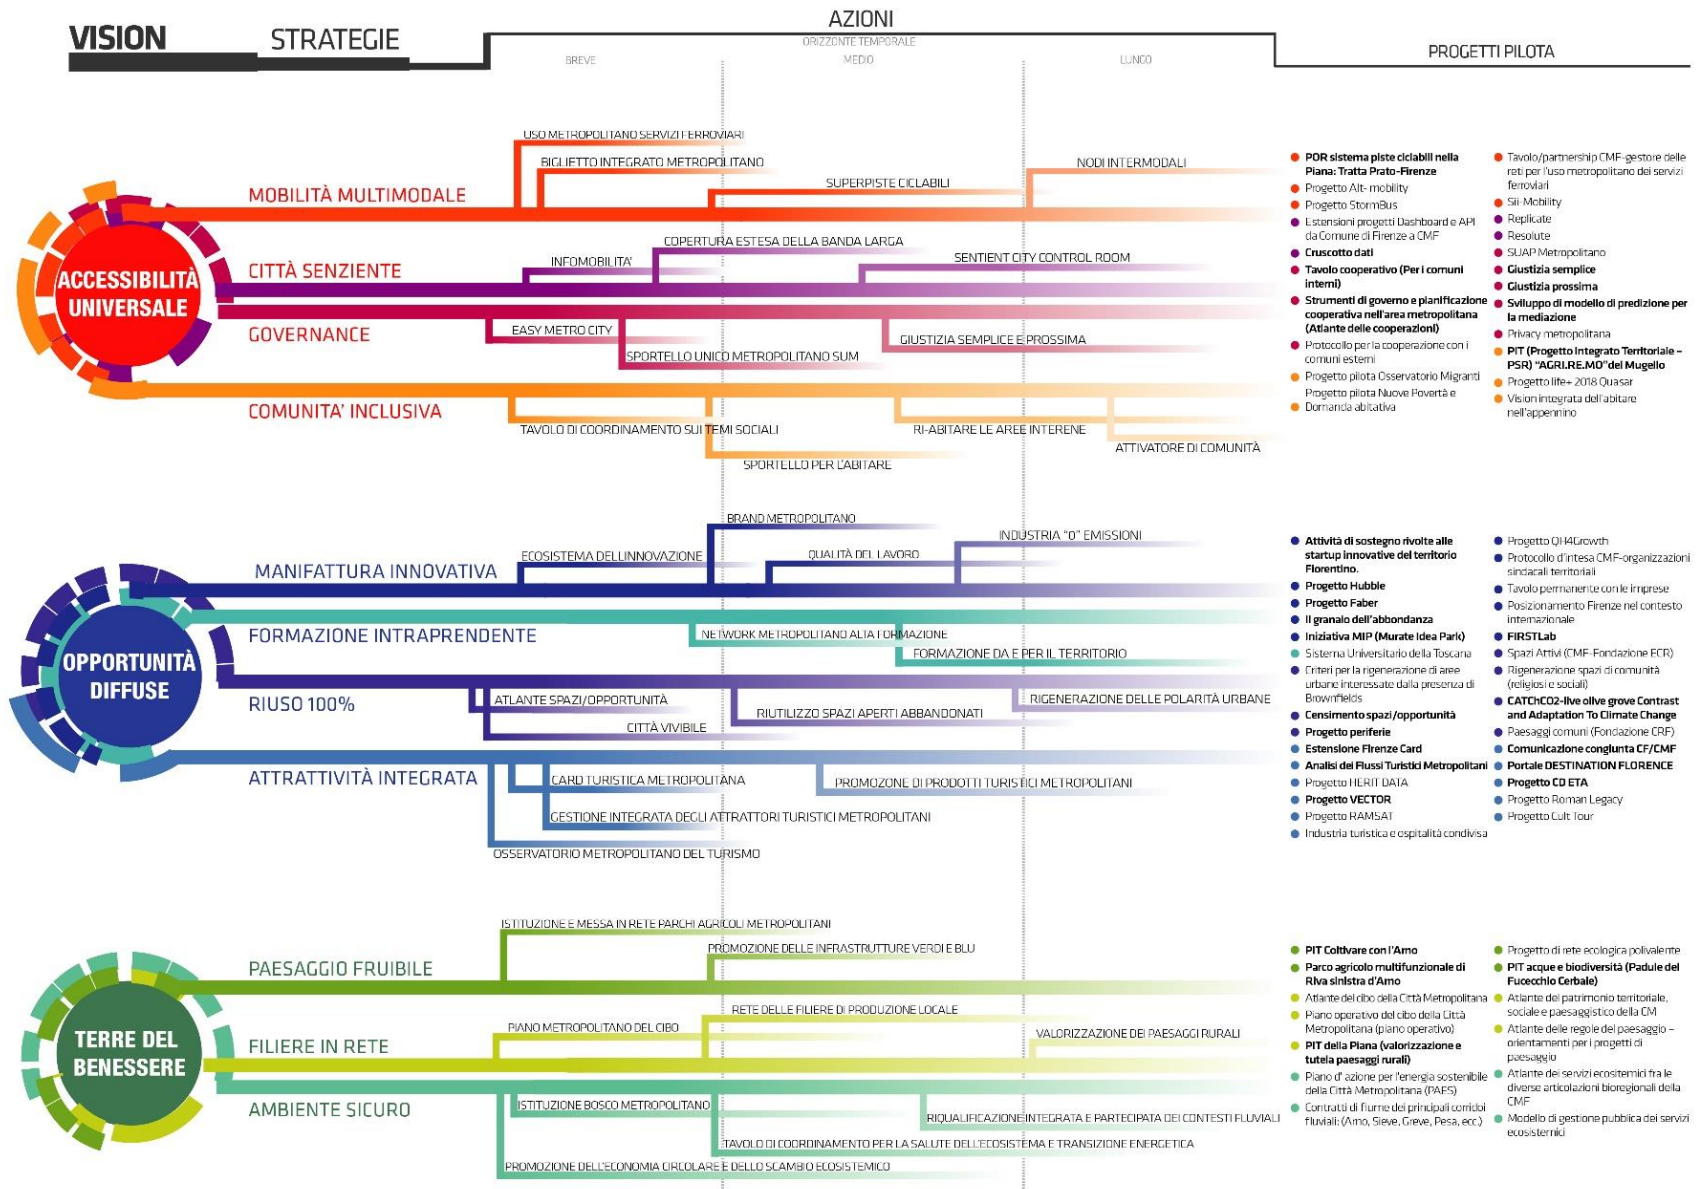 VISION
STRATEGIE
AZIONI
ORIZZONTE TEMPORALE
BREVE
MEDIO
LUNGO
PROGETTI PILOTA
ACCESSIBILITÀ
UNIVERSALE
MOBILITÀ MULTIMODALE
USO METROPOLITANO SERVIZI FERROVIARI
BIGLIETTO INTEGRATO METROPOLITANO
SUPERPISTE CICLABILI
NODI INTERMODALI
CITTÀ SENZIENTE
INFOMOBILITA'
COPERTURA ESTESA DELLA BANDA LARGA
SENTIENT CITY CONTROL ROOM
GOVERNANCE
EASY METRO CITY
SPORTELLO UNICO METROPOLITANO SUM
GIUSTIZIA SEMPLICE E PROSSIMA
COMUNITA' INCLUSIVA
TAVOLO DI COORDINAMENTO SUI TEMI SOCIALI
SPORTELLO PER L'ABITARE
RI-ABITARE LE AREE INTERENE
ATTIVATORE DI COMUNITÀ
POR sistema piste ciclabili nella
Piana: Tratta Prato-Firenze
Progetto Alt- mobility
Progetto StormBus
Estensioni progetti Dashboard e API
da Comune di Firenze a CMF
Cruscotto dati
Tavolo cooperativo (Per i comuni
interni)
Strumenti di governo e pianificazione
cooperativa nell'area metropolitana
(Atlante delle cooperazioni)
Protocollo per la cooperazione con i
comuni esterni
Progetto pilota Osservatorio Migranti
Progetto pilota Nuove Povertà e
Domanda abitativa
Tavolo/partnership CMF-gestore delle
reti per l'uso metropolitano dei servizi
ferroviari
Sii-Mobility
Replicate
Resolute
SUAP Metropolitano
Giustizia semplice
Giustizia prossima
Sviluppo di modello di predizione per
la mediazione
Privacy metropolitana
PIT (Progetto Integrato Territoriale –
PSR) "AGRI.RE.MO"del Mugello
Progetto life+ 2018 Quasar
Vision integrata dell'abitare
nell'appennino
OPPORTUNITÀ
DIFFUSE
MANIFATTURA INNOVATIVA
ECOSISTEMA DELL'INNOVAZIONE
BRAND METROPOLITANO
QUALITÀ DEL LAVORO
INDUSTRIA "0" EMISSIONI
FORMAZIONE INTRAPRENDENTE
NETWORK METROPOLITANO ALTA FORMAZIONE
FORMAZIONE DA E PER IL TERRITORIO
RIUSO 100%
ATLANTE SPAZI/OPPORTUNITÀ
CITTÀ VIVIBILE
RIUTILIZZO SPAZI APERTI ABBANDONATI
RIGENERAZIONE DELLE POLARITÀ URBANE
ATTRATTIVITÀ INTEGRATA
CARD TURISTICA METROPOLITANA
GESTIONE INTEGRATA DEGLI ATTRATTORI TURISTICI METROPOLITANI
OSSERVATORIO METROPOLITANO DEL TURISMO
PROMOZIONE DI PRODOTTI TURISTICI METROPOLITANI
Attività di sostegno rivolte alle
startup innovative del territorio
Fiorentino.
Progetto Hubble
Progetto Faber
Il granaio dell'abbondanza
Iniziativa MIP (Murate Idea Park)
Sistema Universitario della Toscana
Criteri per la rigenerazione di aree
urbane interessate dalla presenza di
Brownfields
Censimento spazi/opportunità
Progetto periferie
Estensione Firenze Card
Analisi dei Flussi Turistici Metropolitani
Progetto HERIT DATA
Progetto VECTOR
Progetto RAMSAT
Industria turistica e ospitalità condivisa
Progetto QH4Growth
Protocollo d'intesa CMF-organizzazioni
sindacali territoriali
Tavolo permanente con le imprese
Posizionamento Firenze nel contesto
internazionale
FIRSTLab
Spazi Attivi (CMF-Fondazione ECR)
Rigenerazione spazi di comunità
(religiosi e sociali)
CATChCO2-live olive grove Contrast
and Adaptation To Climate Change
Paesaggi comuni (Fondazione CRF)
Comunicazione congiunta CF/CMF
Portale DESTINATION FLORENCE
Progetto CD ETA
Progetto Roman Legacy
Progetto Cult Tour
TERRE DEL
BENESSERE
PAESAGGIO FRUIBILE
ISTITUZIONE E MESSA IN RETE PARCHI AGRICOLI METROPOLITANI
PROMOZIONE DELLE INFRASTRUTTURE VERDI E BLU
FILIERE IN RETE
PIANO METROPOLITANO DEL CIBO
RETE DELLE FILIERE DI PRODUZIONE LOCALE
VALORIZZAZIONE DEI PAESAGGI RURALI
AMBIENTE SICURO
ISTITUZIONE BOSCO METROPOLITANO
RIQUALIFICAZIONE INTEGRATA E PARTECIPATA DEI CONTESTI FLUVIALI
TAVOLO DI COORDINAMENTO PER LA SALUTE DELL'ECOSISTEMA E TRANSIZIONE ENERGETICA
PROMOZIONE DELL'ECONOMIA CIRCOLARE E DELLO SCAMBIO ECOSISTEMICO
PIT Coltivare con l'Arno
Parco agricolo multifunzionale di
Riva sinistra d'Arno
Atlante del cibo della Città Metropolitana
Piano operativo del cibo della Città
Metropolitana (piano operativo)
PIT della Piana (valorizzazione e
tutela paesaggi rurali)
Piano d' azione per l'energia sostenibile
della Città Metropolitana (PAES)
Contratti di fiume dei principali corridoi
fluviali: (Arno, Sieve, Greve, Pesa, ecc.)
Progetto di rete ecologica polivalente
PIT acque e biodiversità (Padule del
Fucecchio Cerbaie)
Atlante del patrimonio territoriale,
sociale e paesaggistico della CM
Atlante delle regole del paesaggio –
orientamenti per i progetti di
paesaggio
Atlante dei servizi ecositemici fra le
diverse articolazioni bioregionali della
CMF
Modello di gestione pubblica dei servizi
ecosistemici